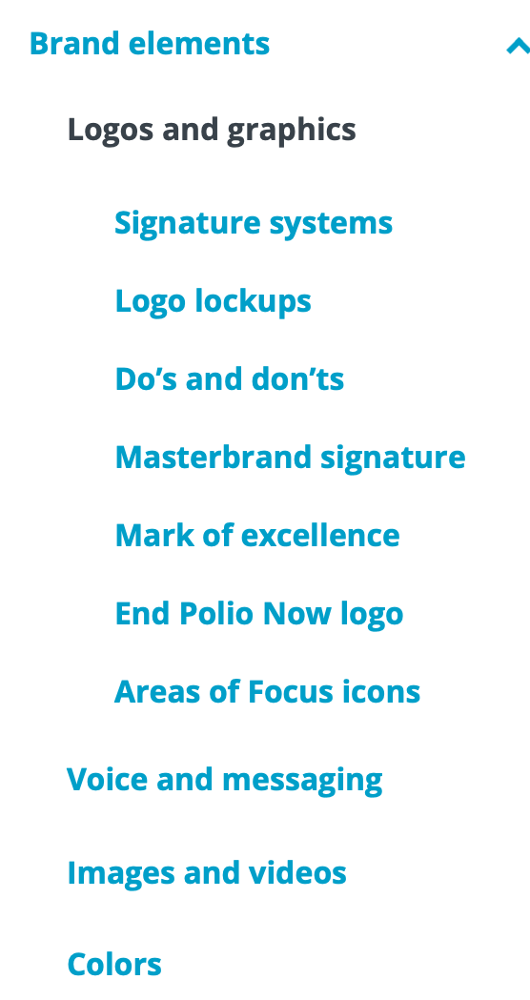 Brand elements
Logos and graphics
Signature systems
Logo lockups
Do’s and don’ts
Masterbrand signature
Mark of excellence
End Polio Now logo
Areas of Focus icons
Voice and messaging
Images and videos
Colors